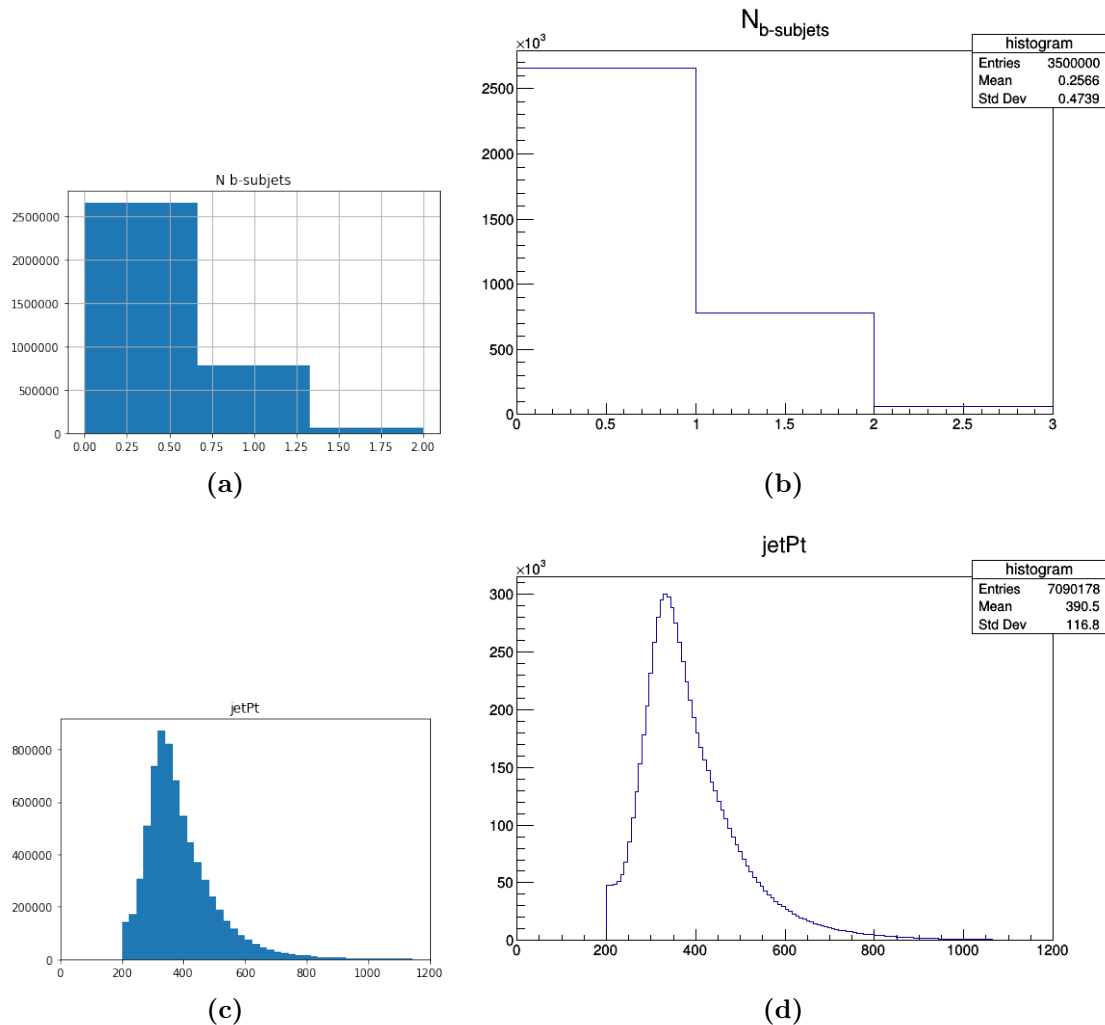 N b-subjets
2500000
2000000
1500000
1000000
500000
0
0.00 0.25 0.50 0.75 1.00 1.25 1.50 1.75 2.00
(a)
N_b-subjets
×10³
histogram
Entries 3500000
Mean 0.2566
Std Dev 0.4739
2500
2000
1500
1000
500
0
0 0.5 1 1.5 2 2.5 3
(b)
jetPt
800000
600000
400000
200000
0
0 200 400 600 800 1000 1200
(c)
jetPt
×10³
histogram
Entries 7090178
Mean 390.5
Std Dev 116.8
300
250
200
150
100
50
0
0 200 400 600 800 1000 1200
(d)